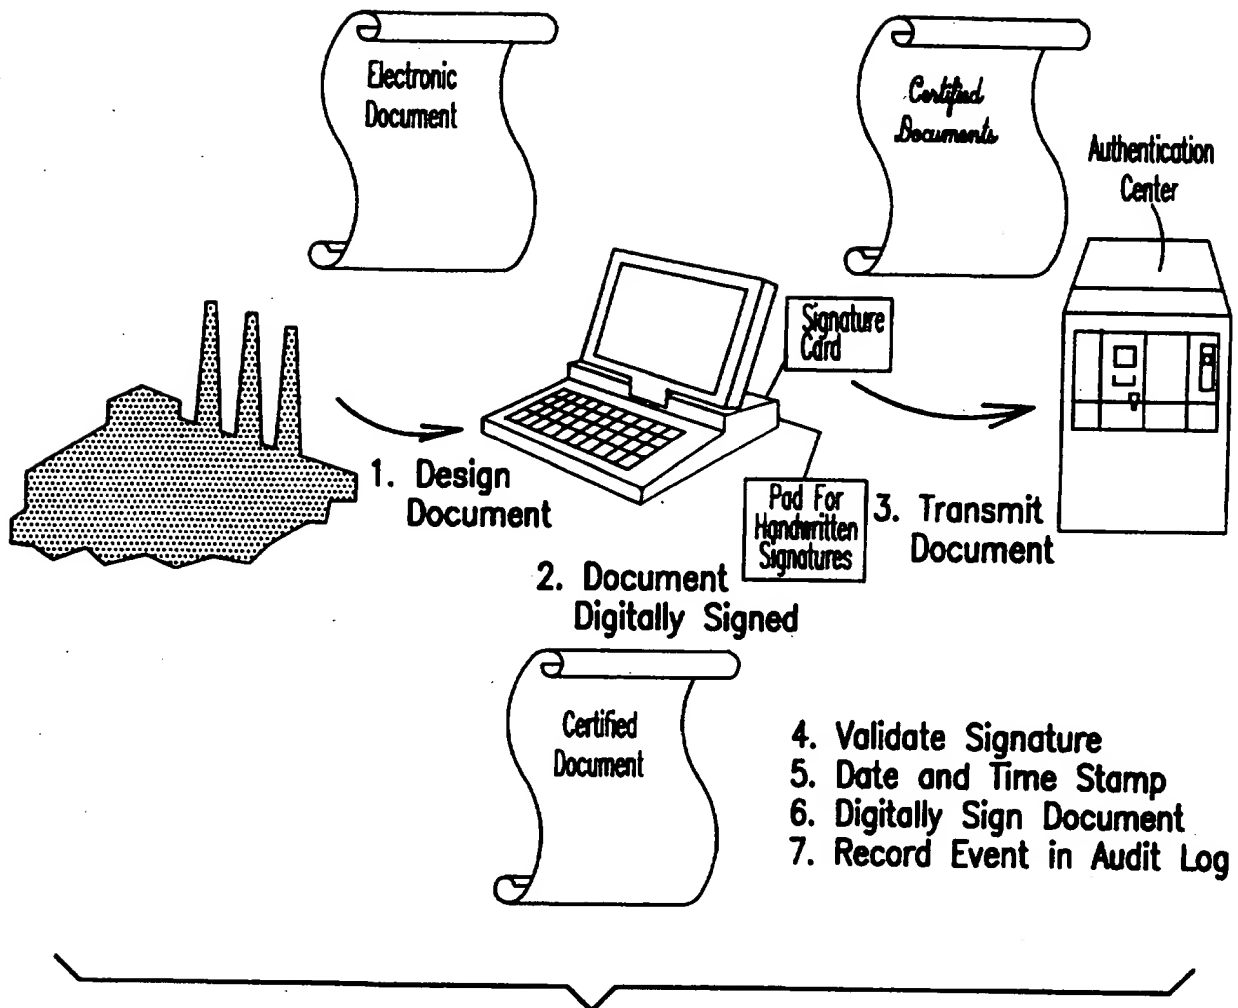 Electronic
Document
Certified
Documents
Authentication
Center
Signature
Card
1. Design
Document
Pad For
Handwritten
Signatures
3. Transmit
Document
2. Document
Digitally Signed
Certified
Document
4. Validate Signature
5. Date and Time Stamp
6. Digitally Sign Document
7. Record Event in Audit Log